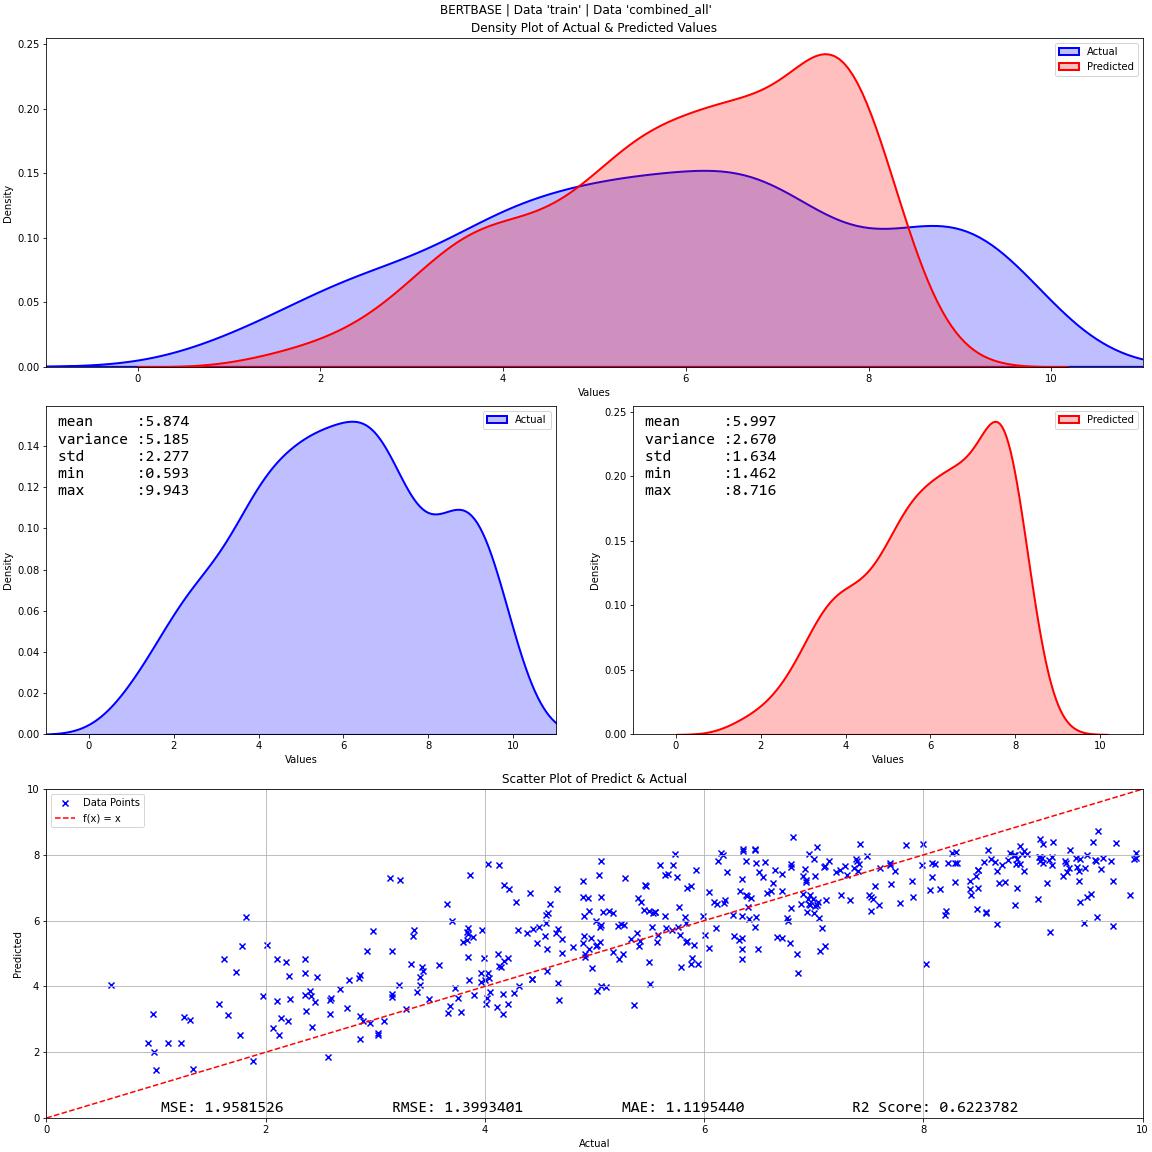 BERTBASE | Data 'train' | Data 'combined_all'
Density Plot of Actual & Predicted Values
0.25
0.20
0.15
0.10
0.05
0.00
Density
0 2 4 6 8 10
Values
Actual
Predicted
mean :5.874
variance :5.185
std :2.277
min :0.593
max :9.943
Actual
0.14
0.12
0.10
0.08
0.06
0.04
0.02
0.00
Density
0 2 4 6 8 10
Values
mean :5.997
variance :2.670
std :1.634
min :1.462
max :8.716
Predicted
0.25
0.20
0.15
0.10
0.05
0.00
Density
0 2 4 6 8 10
Values
Scatter Plot of Predict & Actual
Data Points
f(x) = x
10
8
6
4
2
0
Predicted
MSE: 1.9581526 RMSE: 1.3993401 MAE: 1.1195440 R2 Score: 0.6223782
0 2 4 6 8 10
Actual